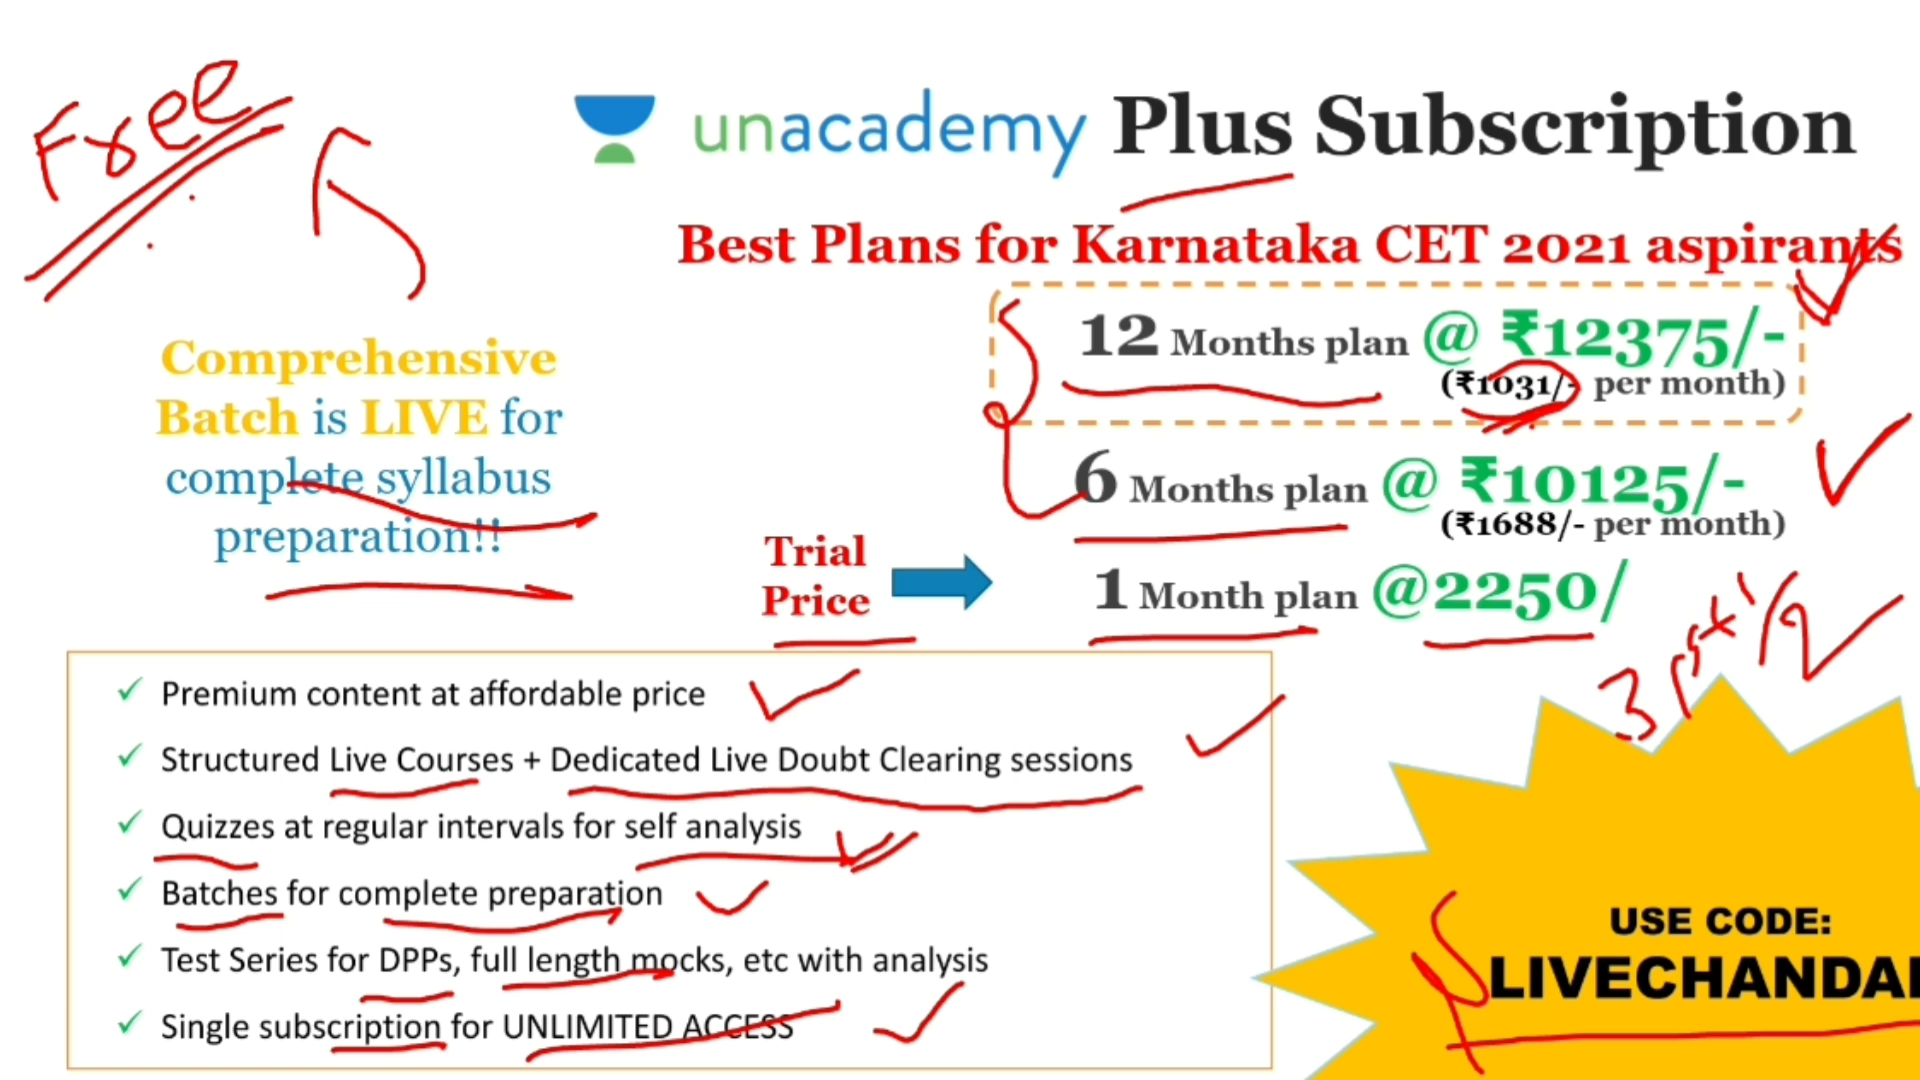 Free
unacademy Plus Subscription
Best Plans for Karnataka CET 2021 aspirants
12 Months plan @ ₹12375/-
(₹1031/- per month)
6 Months plan @ ₹10125/-
(₹1688/- per month)
Trial
Price
1 Month plan @2250/
Comprehensive
Batch is LIVE for
complete syllabus
preparation!!
✓ Premium content at affordable price
✓ Structured Live Courses + Dedicated Live Doubt Clearing sessions
✓ Quizzes at regular intervals for self analysis
✓ Batches for complete preparation
✓ Test Series for DPPs, full length mocks, etc with analysis
✓ Single subscription for UNLIMITED ACCESS
USE CODE:
LIVECHANDAN